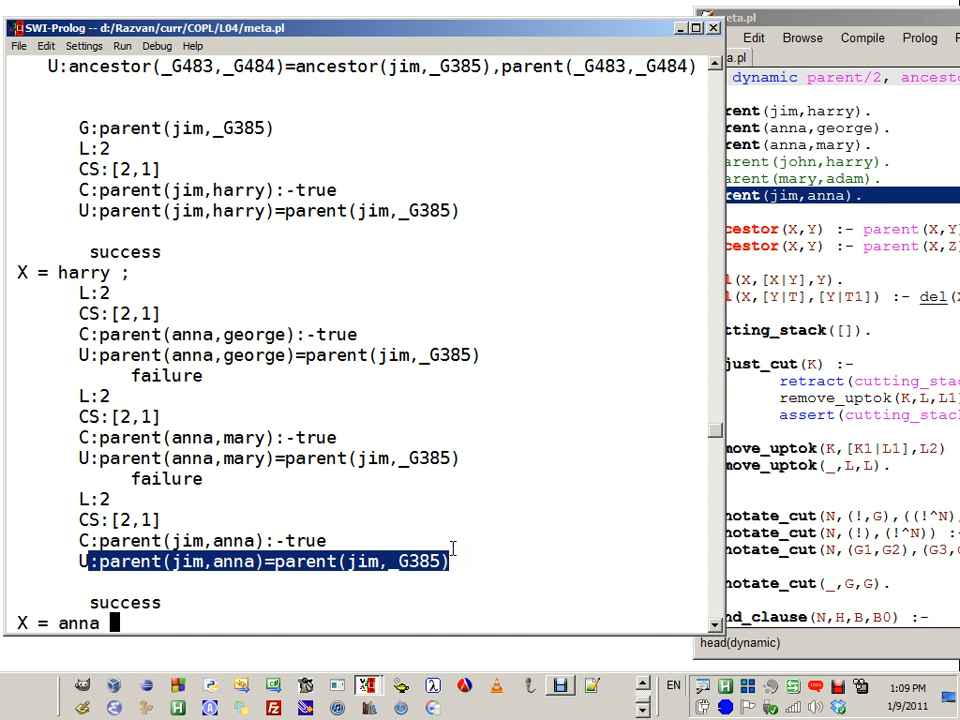 SWI-Prolog -- d:/Razvan/curr/COPL/L04/meta.pl
File Edit Settings Run Debug Help
U:ancestor(_G483,_G484)=ancestor(jim,_G385),parent(_G483,_G484)
G:parent(jim,_G385)
L:2
CS:[2,1]
C:parent(jim,harry):-true
U:parent(jim,harry)=parent(jim,_G385)
success
X = harry ;
L:2
CS:[2,1]
C:parent(anna,george):-true
U:parent(anna,george)=parent(jim,_G385)
failure
L:2
CS:[2,1]
C:parent(anna,mary):-true
U:parent(anna,mary)=parent(jim,_G385)
failure
L:2
CS:[2,1]
C:parent(jim,anna):-true
U:parent(jim,anna)=parent(jim,_G385)
success
X = anna
eta.pl
Edit Browse Compile Prolog P
a.pl
dynamic parent/2, ancest
rent(jim,harry).
rent(anna,george).
rent(anna,mary).
arent(john,harry).
arent(mary,adam).
rent(jim,anna).
cestor(X,Y) :- parent(X,Y
cestor(X,Y) :- parent(X,Z
l(X,[X|Y],Y).
l(X,[Y|T],[Y|T1]) :- del(X
tting_stack([]).
just_cut(K) :-
retract(cutting_sta
remove_uptok(K,L,L1
assert(cutting_stac
move_uptok(K,[K1|L1],L2)
move_uptok(_,L,L).
notate_cut(N,(!,G),((!^N)
notate_cut(N,(!),(!^N)) .
notate_cut(N,(G1,G2),(G3,G
notate_cut(_,G,G).
nd_clause(N,H,B,B0) :-
head(dynamic)
EN
1:09 PM
1/9/2011